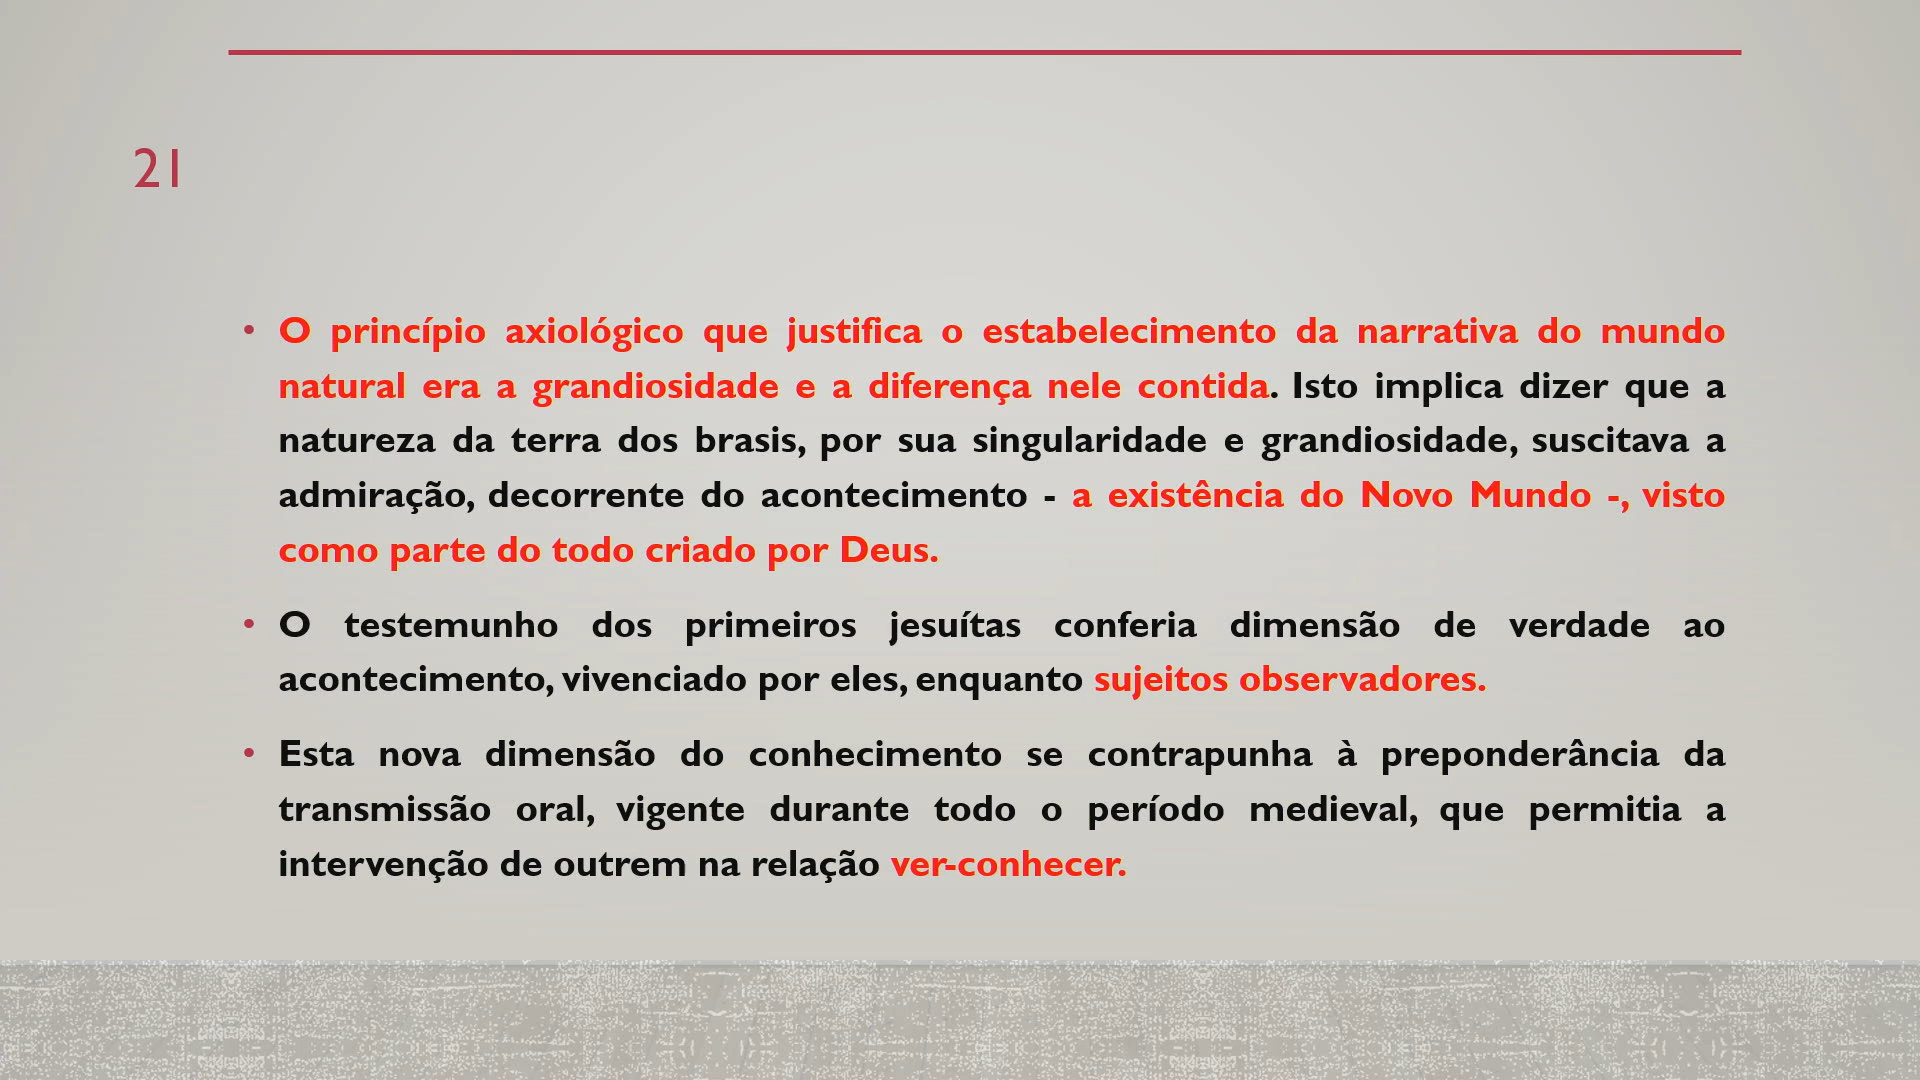 21
• O princípio axiológico que justifica o estabelecimento da narrativa do mundo
natural era a grandiosidade e a diferença nele contida. Isto implica dizer que a
natureza da terra dos brasis, por sua singularidade e grandiosidade, suscitava a
admiração, decorrente do acontecimento - a existência do Novo Mundo -, visto
como parte do todo criado por Deus.
• O testemunho dos primeiros jesuítas conferia dimensão de verdade ao
acontecimento, vivenciado por eles, enquanto sujeitos observadores.
• Esta nova dimensão do conhecimento se contrapunha à preponderância da
transmissão oral, vigente durante todo o período medieval, que permitia a
intervenção de outrem na relação ver-conhecer.